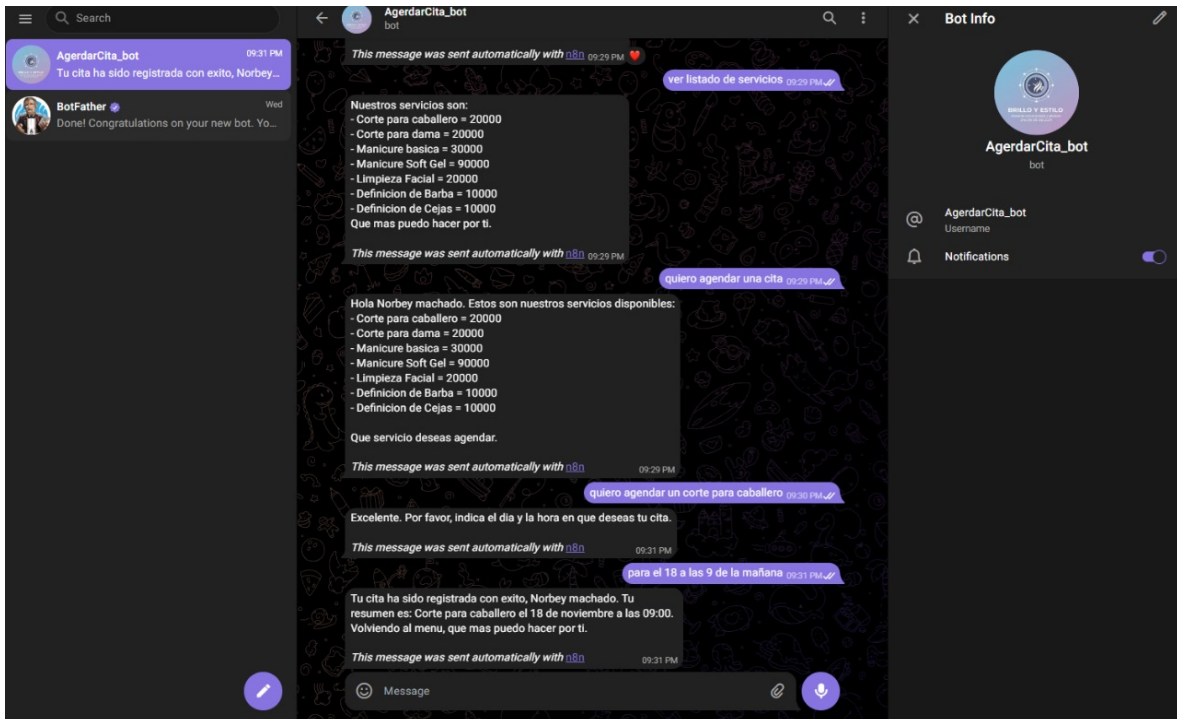 Search
AgerdarCita_bot 09:31 PM
Tu cita ha sido registrada con exito, Norbey...
BotFather Wed
Done! Congratulations on your new bot. Yo...
AgerdarCita_bot
bot
This message was sent automatically with n8n 09:29 PM
ver listado de servicios 09:29 PM
Nuestros servicios son:
- Corte para caballero = 20000
- Corte para dama = 20000
- Manicure basica = 30000
- Manicure Soft Gel = 90000
- Limpieza Facial = 20000
- Definicion de Barba = 10000
- Definicion de Cejas = 10000
Que mas puedo hacer por ti.
This message was sent automatically with n8n 09:29 PM
quiero agendar una cita 09:29 PM
Hola Norbey machado. Estos son nuestros servicios disponibles:
- Corte para caballero = 20000
- Corte para dama = 20000
- Manicure basica = 30000
- Manicure Soft Gel = 90000
- Limpieza Facial = 20000
- Definicion de Barba = 10000
- Definicion de Cejas = 10000
Que servicio deseas agendar.
This message was sent automatically with n8n 09:29 PM
quiero agendar un corte para caballero 09:30 PM
Excelente. Por favor, indica el dia y la hora en que deseas tu cita.
This message was sent automatically with n8n 09:31 PM
para el 18 a las 9 de la mañana 09:31 PM
Tu cita ha sido registrada con exito, Norbey machado. Tu
resumen es: Corte para caballero el 18 de noviembre a las 09:00.
Volviendo al menu, que mas puedo hacer por ti.
This message was sent automatically with n8n 09:31 PM
Message
Bot Info
BRILLO Y ESTILO
AgerdarCita_bot
bot
AgerdarCita_bot
Username
Notifications